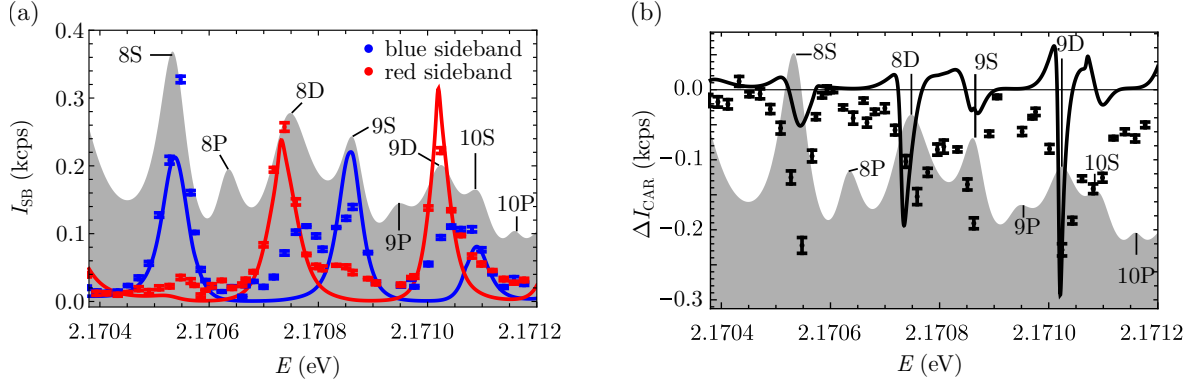 (a)
0.4
0.3
0.2
0.1
0.0
I_SB (kcps)
8S
8P
8D
9S
9D
9P
10S
10P
blue sideband
red sideband
2.1704
2.1706
2.1708
2.1710
2.1712
E (eV)
(b)
0.0
−0.1
−0.2
−0.3
ΔI_CAR (kcps)
8S
8P
8D
9S
9D
9P
10S
10P
2.1704
2.1706
2.1708
2.1710
2.1712
E (eV)